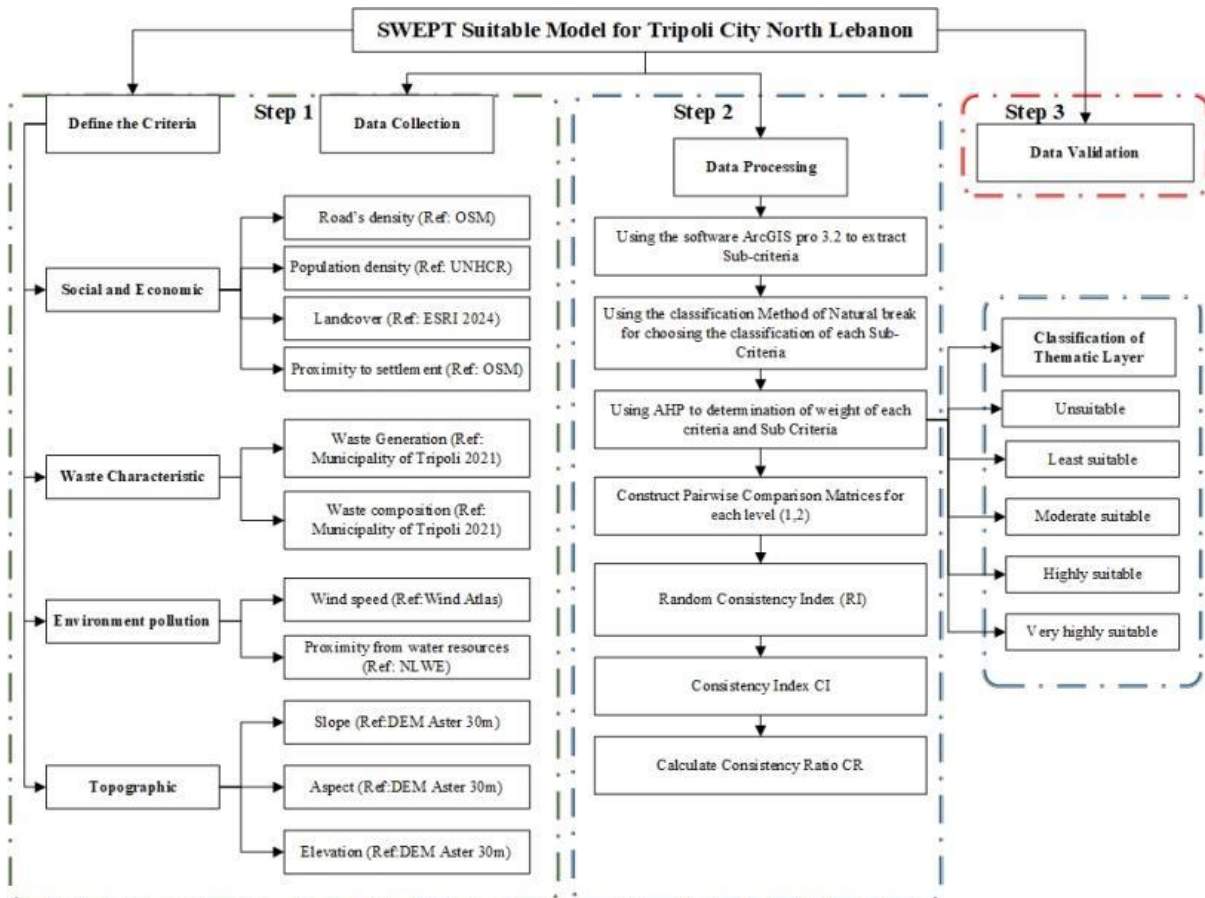 SWEPT Suitable Model for Tripoli City North Lebanon
Step 1
Define the Criteria
Data Collection
Social and Economic
Road's density (Ref: OSM)
Population density (Ref: UNHCR)
Landcover (Ref: ESRI 2024)
Proximity to settlement (Ref: OSM)
Waste Characteristic
Waste Generation (Ref:
Municipality of Tripoli 2021)
Waste composition (Ref:
Municipality of Tripoli 2021)
Environment pollution
Wind speed (Ref:Wind Atlas)
Proximity from water resources
(Ref: NLWE)
Topographic
Slope (Ref:DEM Aster 30m)
Aspect (Ref:DEM Aster 30m)
Elevation (Ref:DEM Aster 30m)
Step 2
Data Processing
Using the software ArcGIS pro 3.2 to extract
Sub-criteria
Using the classification Method of Natural break
for choosing the classification of each Sub-
Criteria
Using AHP to determination of weight of each
criteria and Sub Criteria
Construct Pairwise Comparison Matrices for
each level (1,2)
Random Consistency Index (RI)
Consistency Index CI
Calculate Consistency Ratio CR
Step 3
Data Validation
Classification of
Thematic Layer
Unsuitable
Least suitable
Moderate suitable
Highly suitable
Very highly suitable